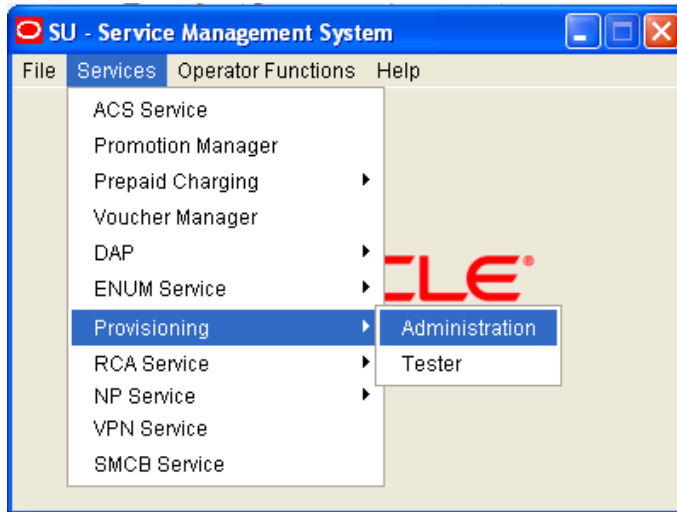 SU - Service Management System
File Services Operator Functions Help
ACS Service
Promotion Manager
Prepaid Charging
Voucher Manager
DAP
ENUM Service
Provisioning
Administration
RCA Service
Tester
NP Service
VPN Service
SMCB Service
CLE®